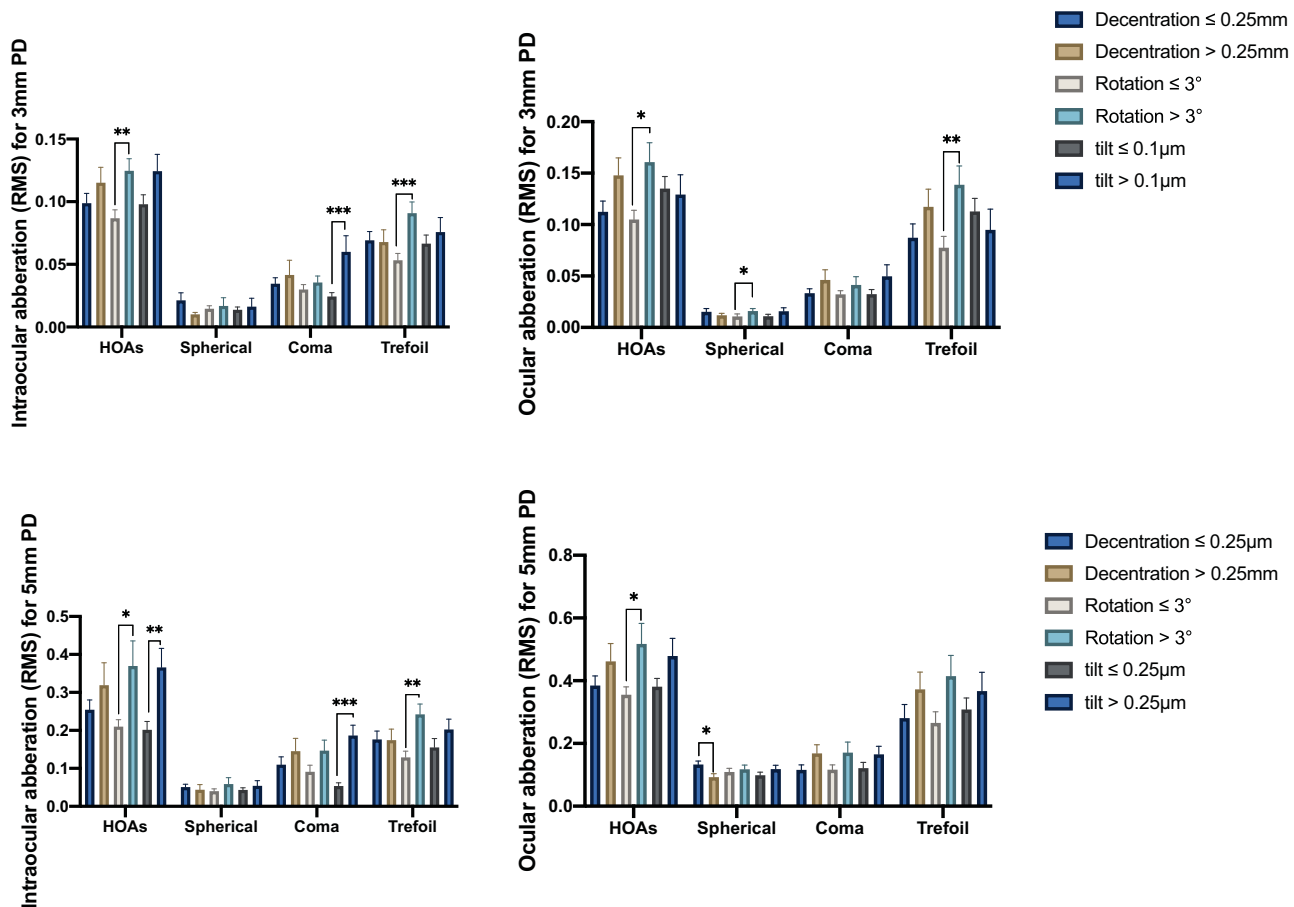 Intraocular abberation (RMS) for 3mm PD
0.15
0.10
0.05
0.00
**
***
***
HOAs
Spherical
Coma
Trefoil
Ocular abberation (RMS) for 3mm PD
0.20
0.15
0.10
0.05
0.00
*
*
**
HOAs
Spherical
Coma
Trefoil
Decentration ≤ 0.25mm
Decentration > 0.25mm
Rotation ≤ 3°
Rotation > 3°
tilt ≤ 0.1μm
tilt > 0.1μm
Intraocular abberation (RMS) for 5mm PD
0.5
0.4
0.3
0.2
0.1
0.0
*
**
***
**
HOAs
Spherical
Coma
Trefoil
Ocular abberation (RMS) for 5mm PD
0.8
0.6
0.4
0.2
0.0
*
*
HOAs
Spherical
Coma
Trefoil
Decentration ≤ 0.25μm
Decentration > 0.25mm
Rotation ≤ 3°
Rotation > 3°
tilt ≤ 0.25μm
tilt > 0.25μm